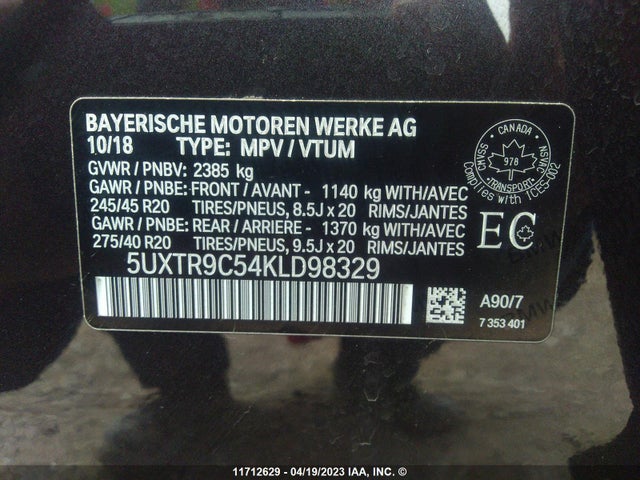 BAYERISCHE MOTOREN WERKE AG
10/18 TYPE: MPV / VTUM
GVWR / PNBV: 2385 kg
GAWR / PNBE: FRONT / AVANT - 1140 kg WITH/AVEC
245/45 R20 TIRES/PNEUS, 8.5J x 20 RIMS/JANTES
GAWR / PNBE: REAR / ARRIERE - 1370 kg WITH/AVEC
275/40 R20 TIRES/PNEUS, 9.5J x 20 RIMS/JANTES
5UXTR9C54KLD98329
CANADA
CMVSS
978
NSVAC
TRANSPORT
Complies with / ICES-002
EC
A90/7
7 353 401
11712629 - 04/19/2023 IAA, INC. ©